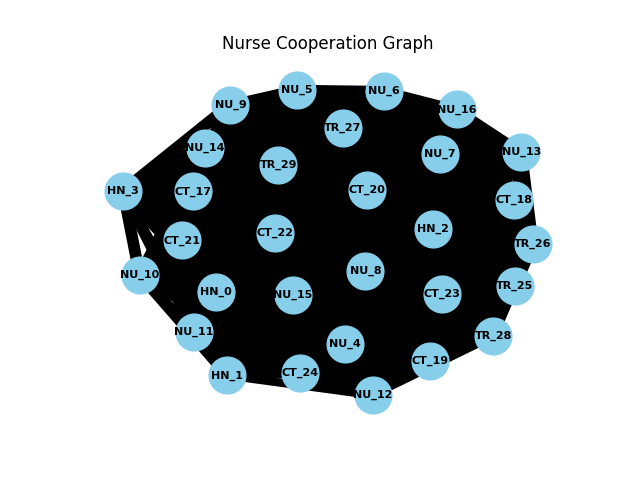 Nurse Cooperation Graph
NU_5
NU_6
NU_9
NU_16
TR_27
NU_14
NU_13
NU_7
TR_29
HN_3
CT_17
CT_20
CT_18
HN_2
CT_22
CT_21
TR_26
NU_8
NU_10
TR_25
HN_0
NU_15
CT_23
NU_11
TR_28
NU_4
CT_19
CT_24
HN_1
NU_12